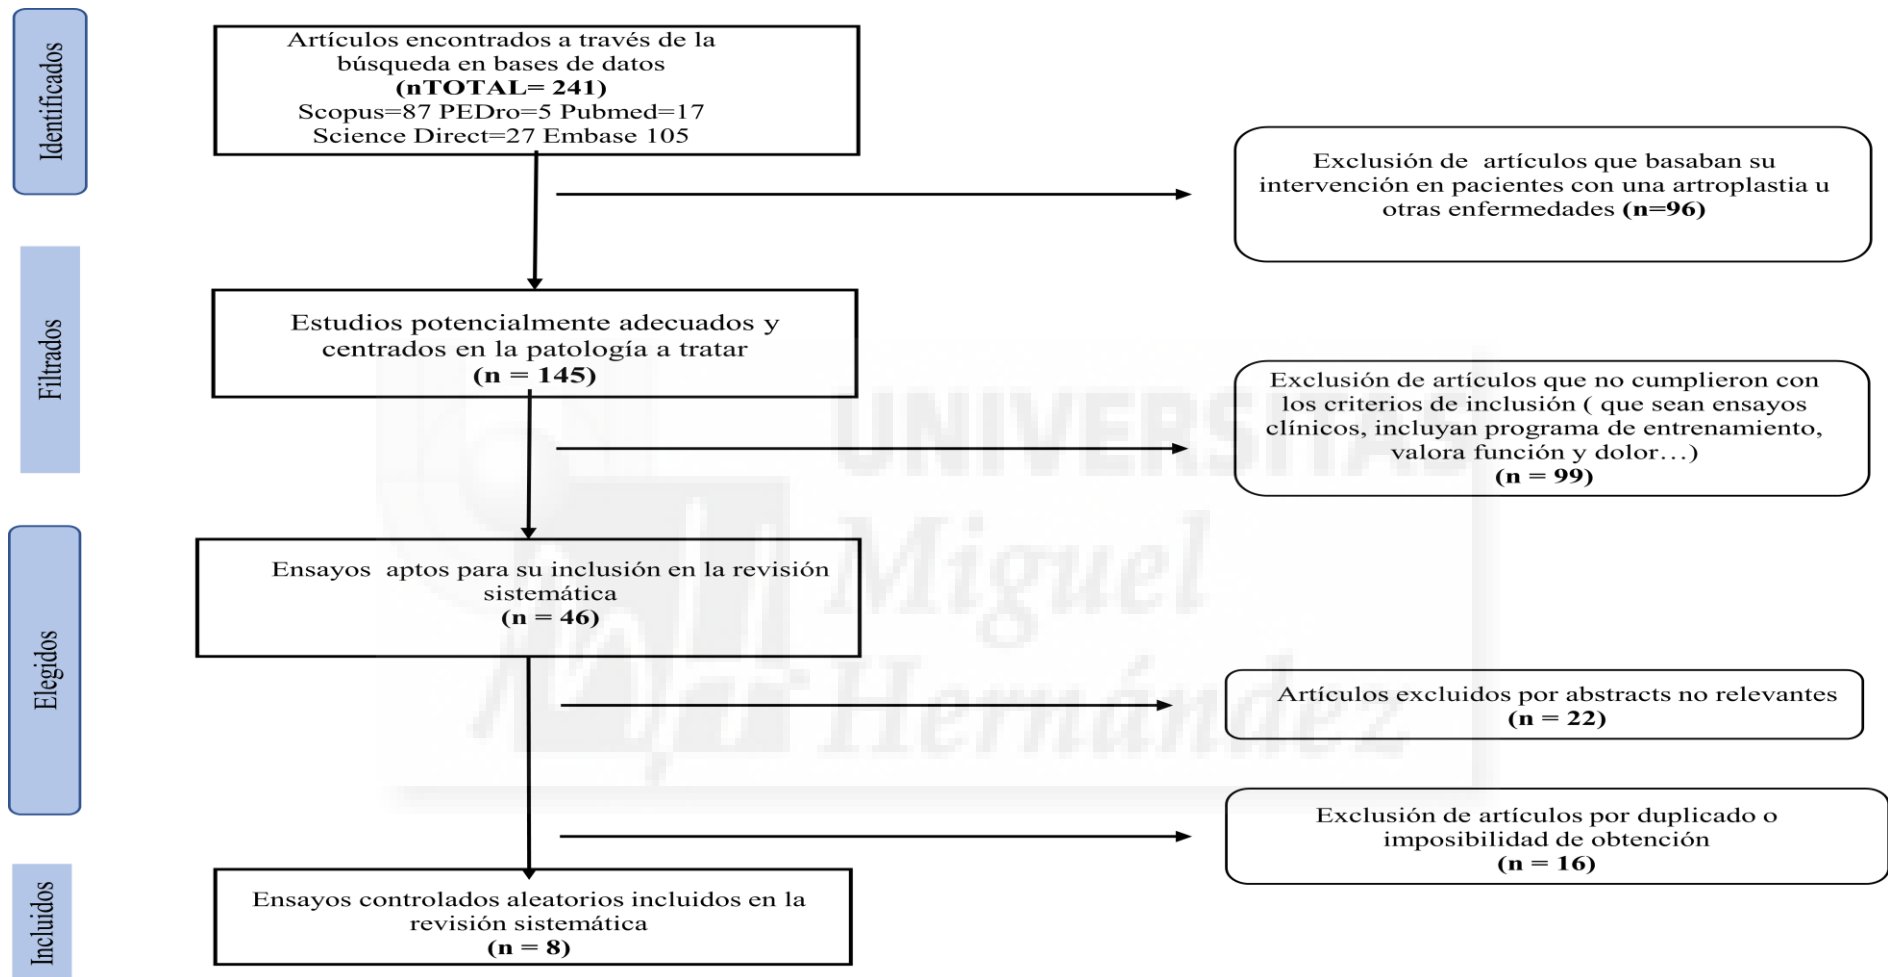 Identificados
Artículos encontrados a través de la
búsqueda en bases de datos
(nTOTAL= 241)
Scopus=87 PEDro=5 Pubmed=17
Science Direct=27 Embase 105
Exclusión de artículos que basaban su
intervención en pacientes con una artroplastia u
otras enfermedades (n=96)
Filtrados
Estudios potencialmente adecuados y
centrados en la patología a tratar
(n = 145)
Exclusión de artículos que no cumplieron con
los criterios de inclusión ( que sean ensayos
clínicos, incluyan programa de entrenamiento,
valora función y dolor…)
(n = 99)
UNIVERSITAS
Miguel
Hernández
Elegidos
Ensayos aptos para su inclusión en la revisión
sistemática
(n = 46)
Artículos excluidos por abstracts no relevantes
(n = 22)
Exclusión de artículos por duplicado o
imposibilidad de obtención
(n = 16)
Incluidos
Ensayos controlados aleatorios incluidos en la
revisión sistemática
(n = 8)